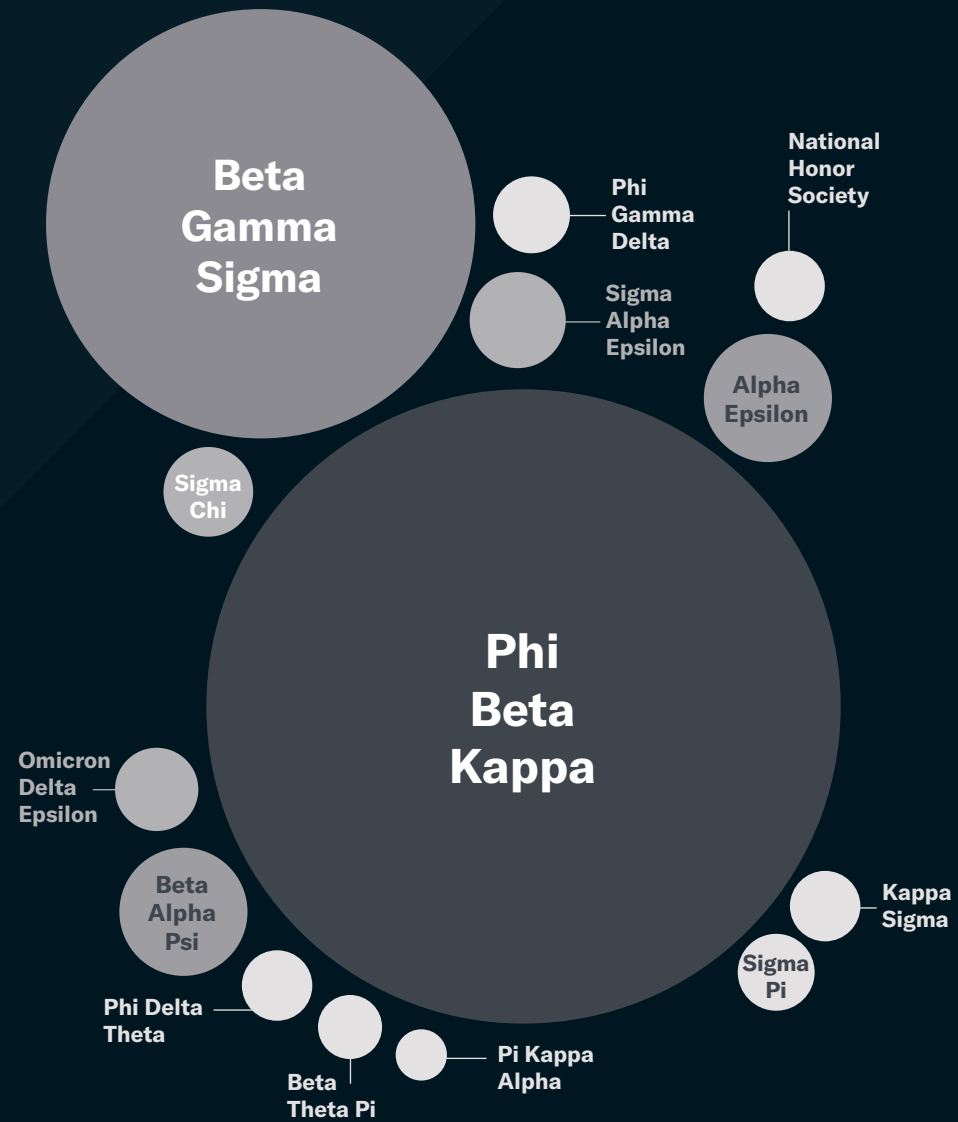 Beta
Gamma
Sigma
Phi
Gamma
Delta
National
Honor
Society
Sigma
Alpha
Epsilon
Alpha
Epsilon
Sigma
Chi
Phi
Beta
Kappa
Omicron
Delta
Epsilon
Beta
Alpha
Psi
Kappa
Sigma
Sigma
Pi
Phi Delta
Theta
Beta
Theta Pi
Pi Kappa
Alpha